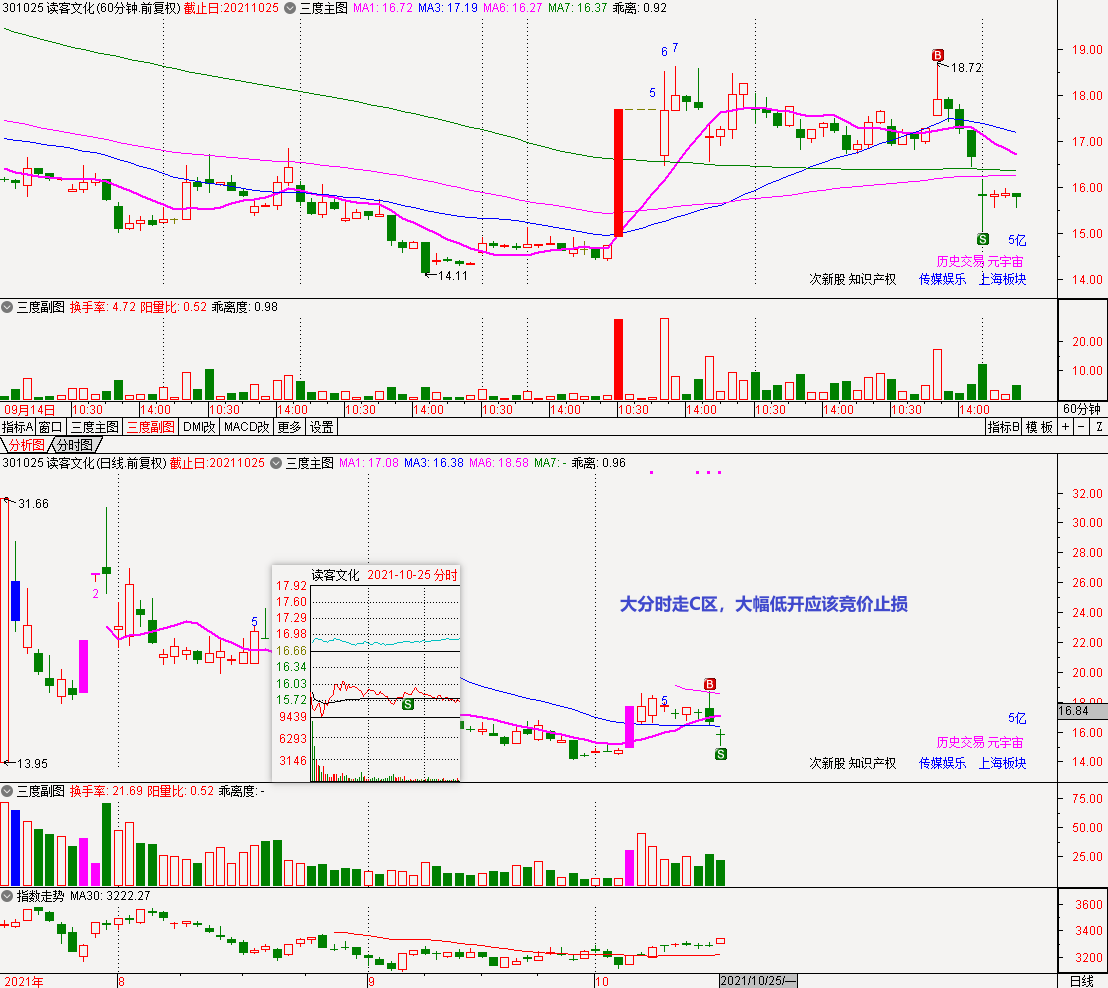 301025 读客文化(60分钟.前复权) 截止日:20211025 三度主图 MA1: 16.72 MA3: 17.19 MA6: 16.27 MA7: 16.37 乖离: 0.92
19.00
18.00
17.00
16.00
15.00
14.00
6 7
5
B
18.72
14.11
S
5亿
历史交易 元宇宙
次新股 知识产权 传媒娱乐 上海板块
三度副图 换手率: 4.72 阳量比: 0.52 乖离度: 0.98
20.00
10.00
09月14日 10:30 14:00 10:30 14:00 10:30 14:00 10:30 14:00 10:30 14:00 10:30 14:00 10:30 14:00 60分钟
指标A 窗口 三度主图 三度副图 DMI改 MACD改 更多 设置 指标B 模板 + - Z
分析图 分时图
301025 读客文化(日线.前复权) 截止日:20211025 三度主图 MA1: 17.08 MA3: 16.38 MA6: 18.58 MA7: - 乖离: 0.96
32.00
30.00
28.00
26.00
24.00
22.00
20.00
18.00
16.84
16.00
14.00
31.66
2
5
13.95
读客文化 2021-10-25 分时
17.92
17.60
17.29
16.98
16.66
16.34
16.03
15.72
9439
6293
3146
S
大分时走C区，大幅低开应该竞价止损
B
5
S
5亿
历史交易 元宇宙
次新股 知识产权 传媒娱乐 上海板块
三度副图 换手率: 21.69 阳量比: 0.52 乖离度: -
75.00
50.00
25.00
指数走势 MA30: 3222.27
3600
3400
3200
2021年 8 9 10 2021/10/25/一 日线